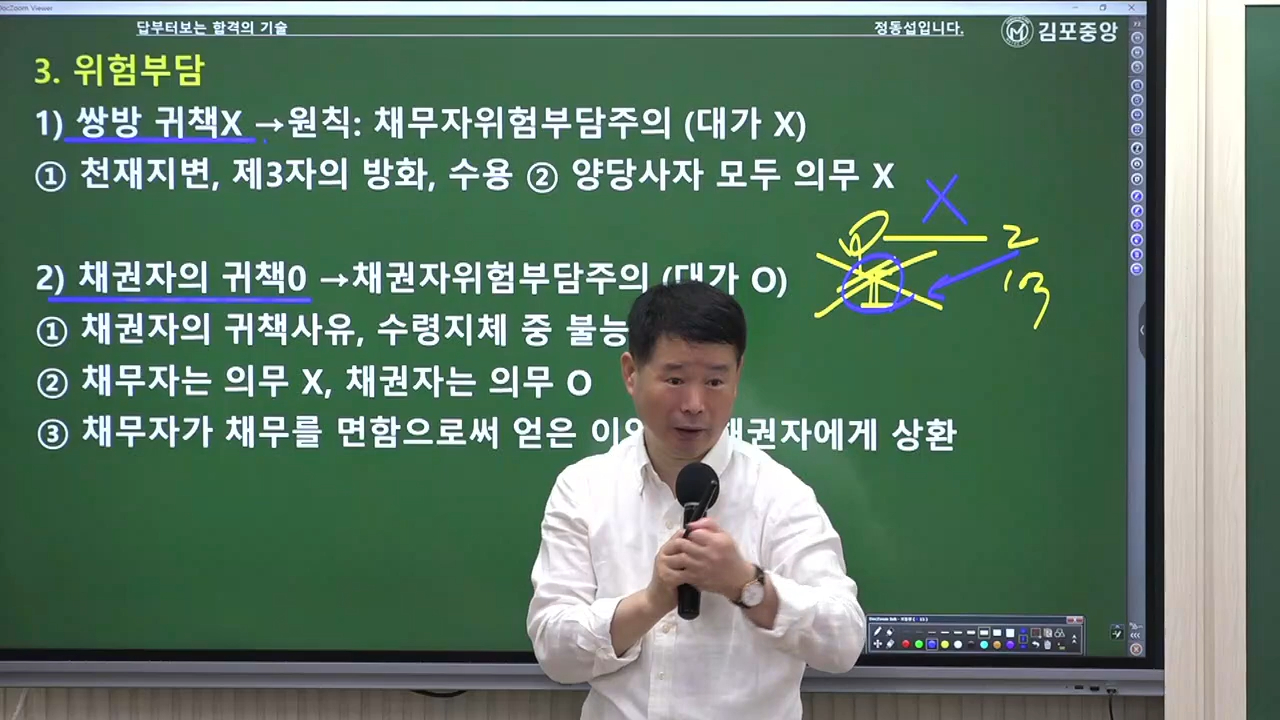 DocZoom Viewer
답부터보는 합격의 기술
정동섭입니다.
김포중앙
3. 위험부담
1) 쌍방 귀책X →원칙: 채무자위험부담주의 (대가 X)
① 천재지변, 제3자의 방화, 수용 ② 양당사자 모두 의무 X
X
2
2) 채권자의 귀책0 →채권자위험부담주의 (대가 O)
① 채권자의 귀책사유, 수령지체 중 불능
② 채무자는 의무 X, 채권자는 의무 O
③ 채무자가 채무를 면함으로써 얻은 채권자에게 상환